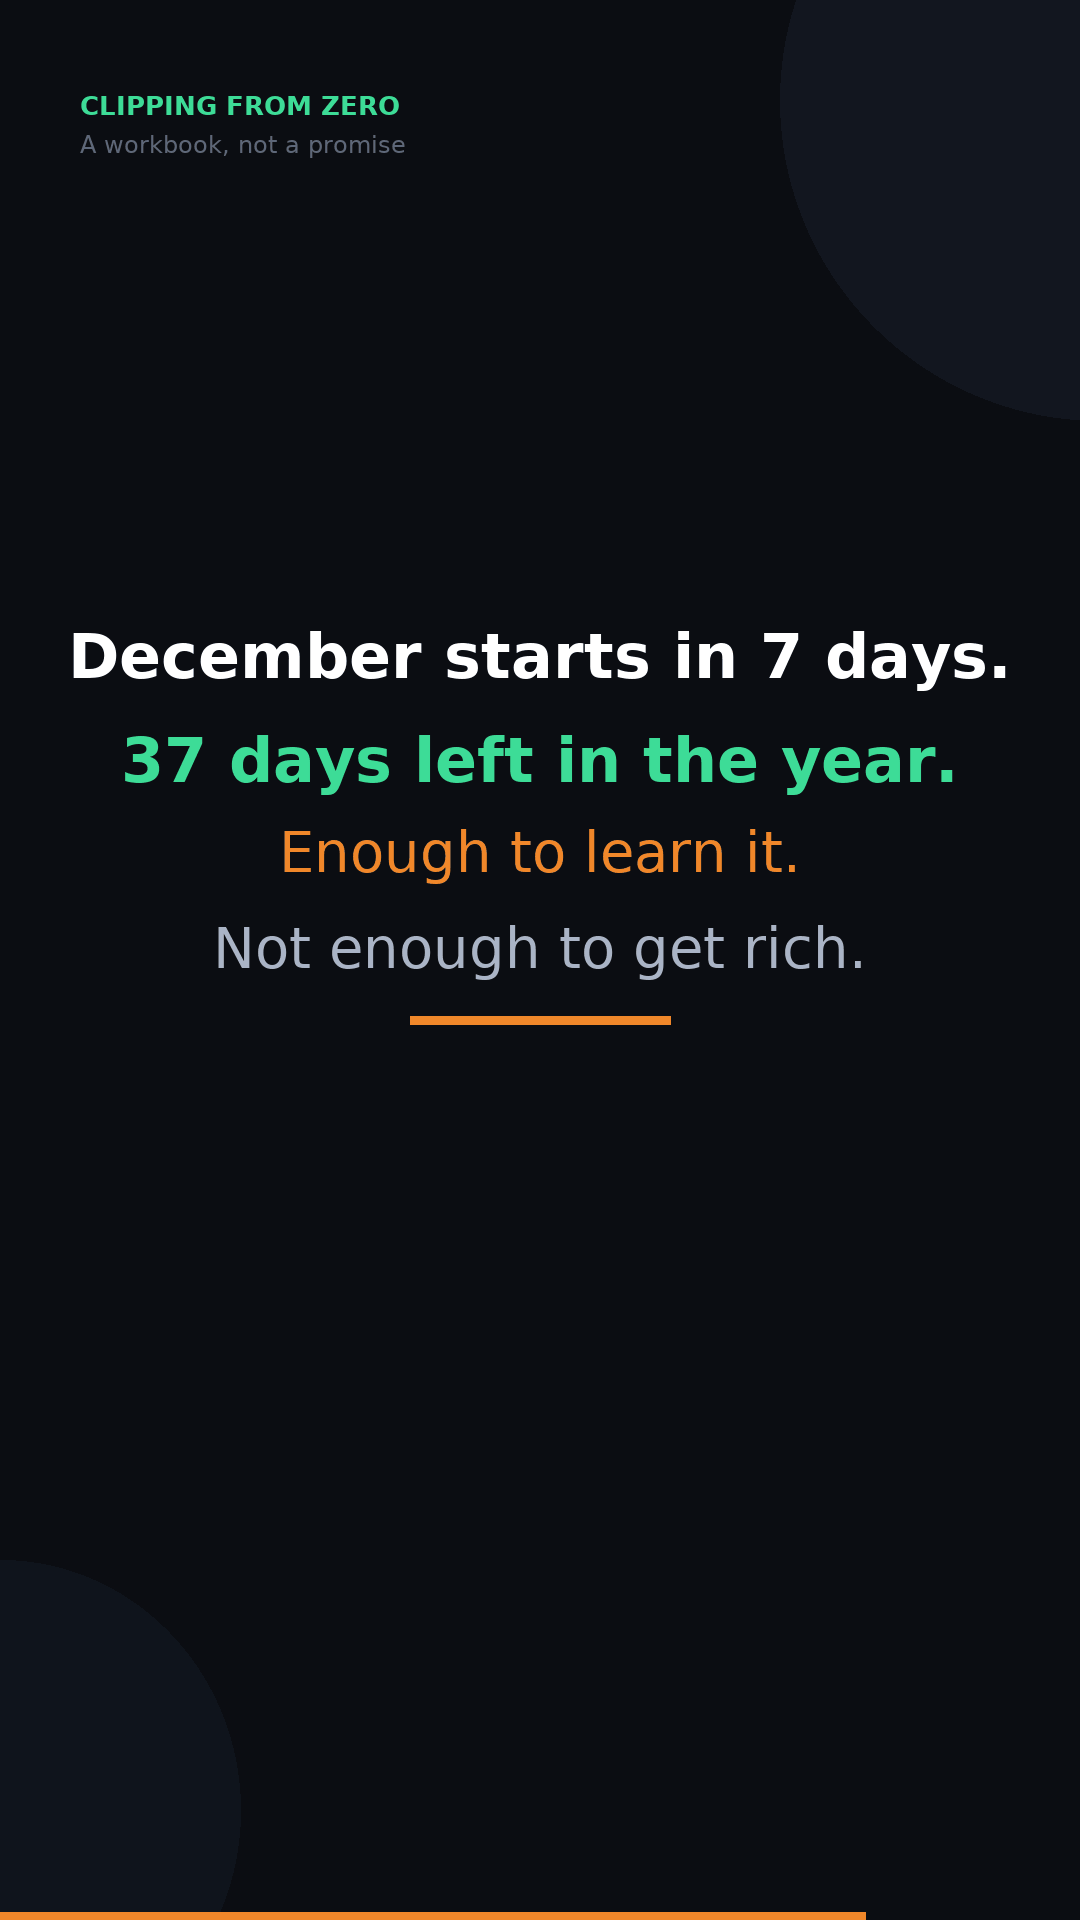 CLIPPING FROM ZERO
A workbook, not a promise
December starts in 7 days.
37 days left in the year.
Enough to learn it.
Not enough to get rich.